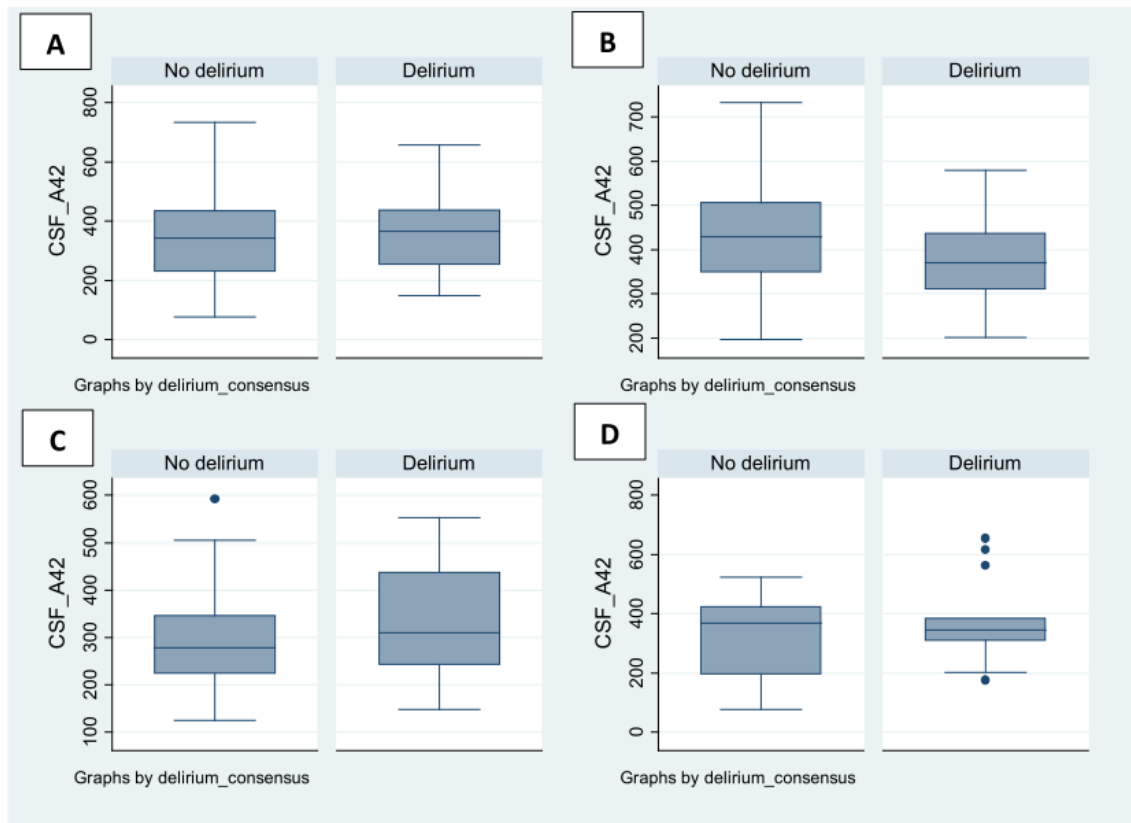 A
No delirium
Delirium
CSF_A42
800
600
400
200
0
Graphs by delirium_consensus
B
No delirium
Delirium
CSF_A42
700
600
500
400
300
200
Graphs by delirium_consensus
C
No delirium
Delirium
CSF_A42
600
500
400
300
200
100
Graphs by delirium_consensus
D
No delirium
Delirium
CSF_A42
800
600
400
200
0
Graphs by delirium_consensus